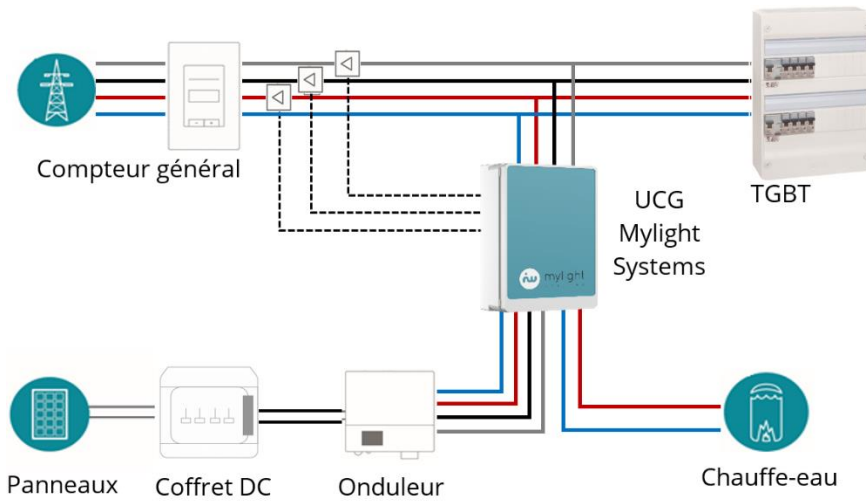 Compteur général
TGBT
UCG
Mylight
Systems
mylight
Panneaux
Coffret DC
Onduleur
Chauffe-eau